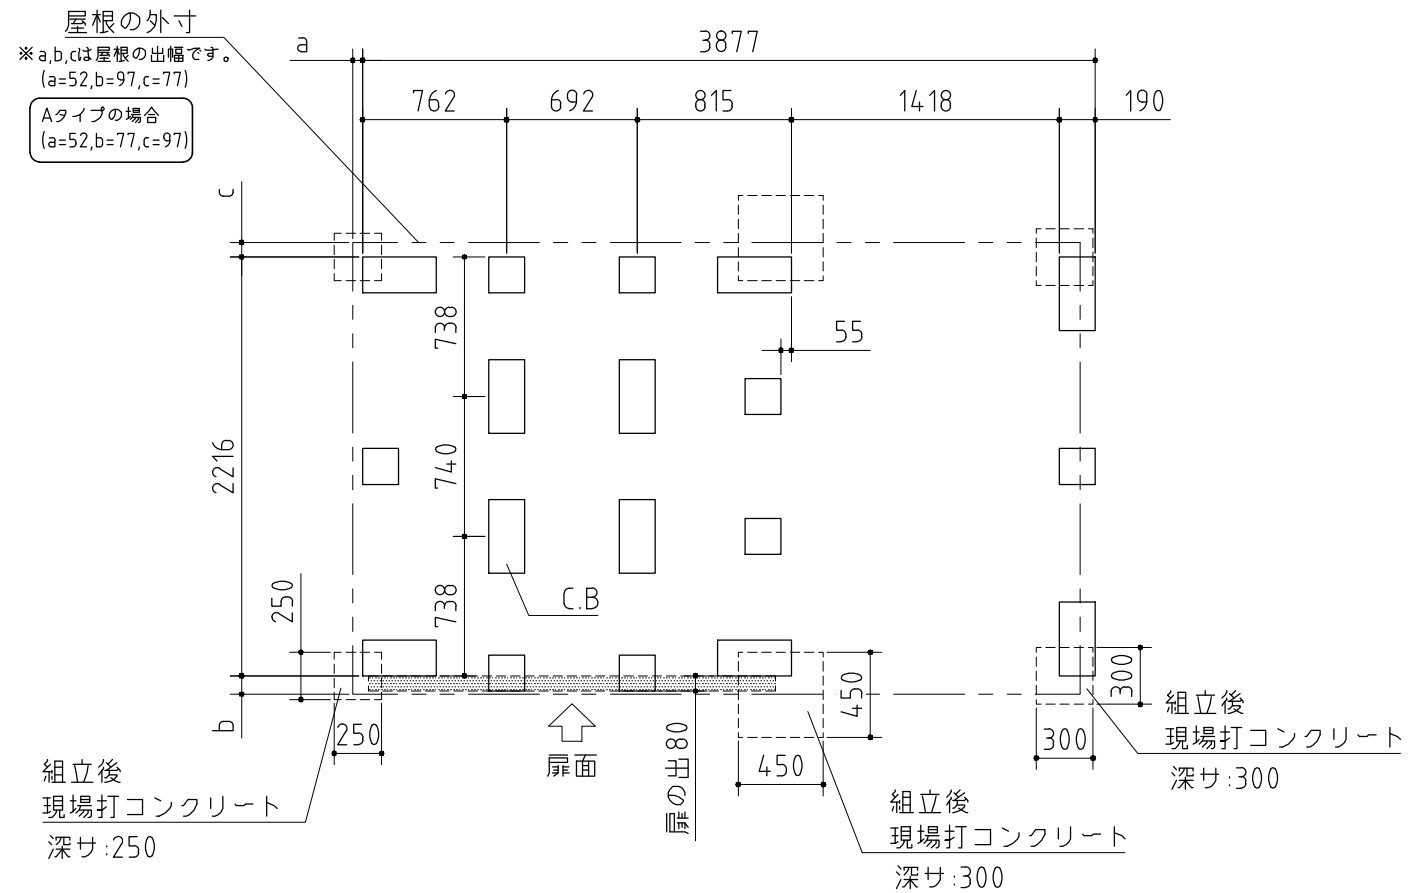 屋根の外寸
※a,b,cは屋根の出幅です。
(a=52,b=97,c=77)
Aタイプの場合
(a=52,b=77,c=97)
a
3877
762
692
815
1418
190
c
738
55
2216
740
250
738
C.B
b
250
扉面
扉の出80
450
450
300
300
組立後
現場打コンクリート
深サ:250
組立後
現場打コンクリート
深サ:300
組立後
現場打コンクリート
深サ:300